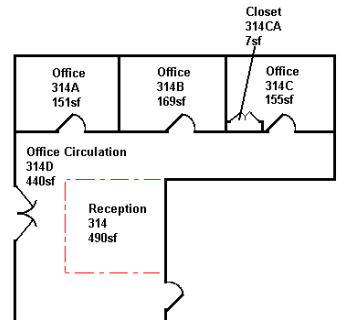 Closet
314CA
7sf
Office
314A
151sf
Office
314B
169sf
Office
314C
155sf
Office Circulation
314D
440sf
Reception
314
490sf